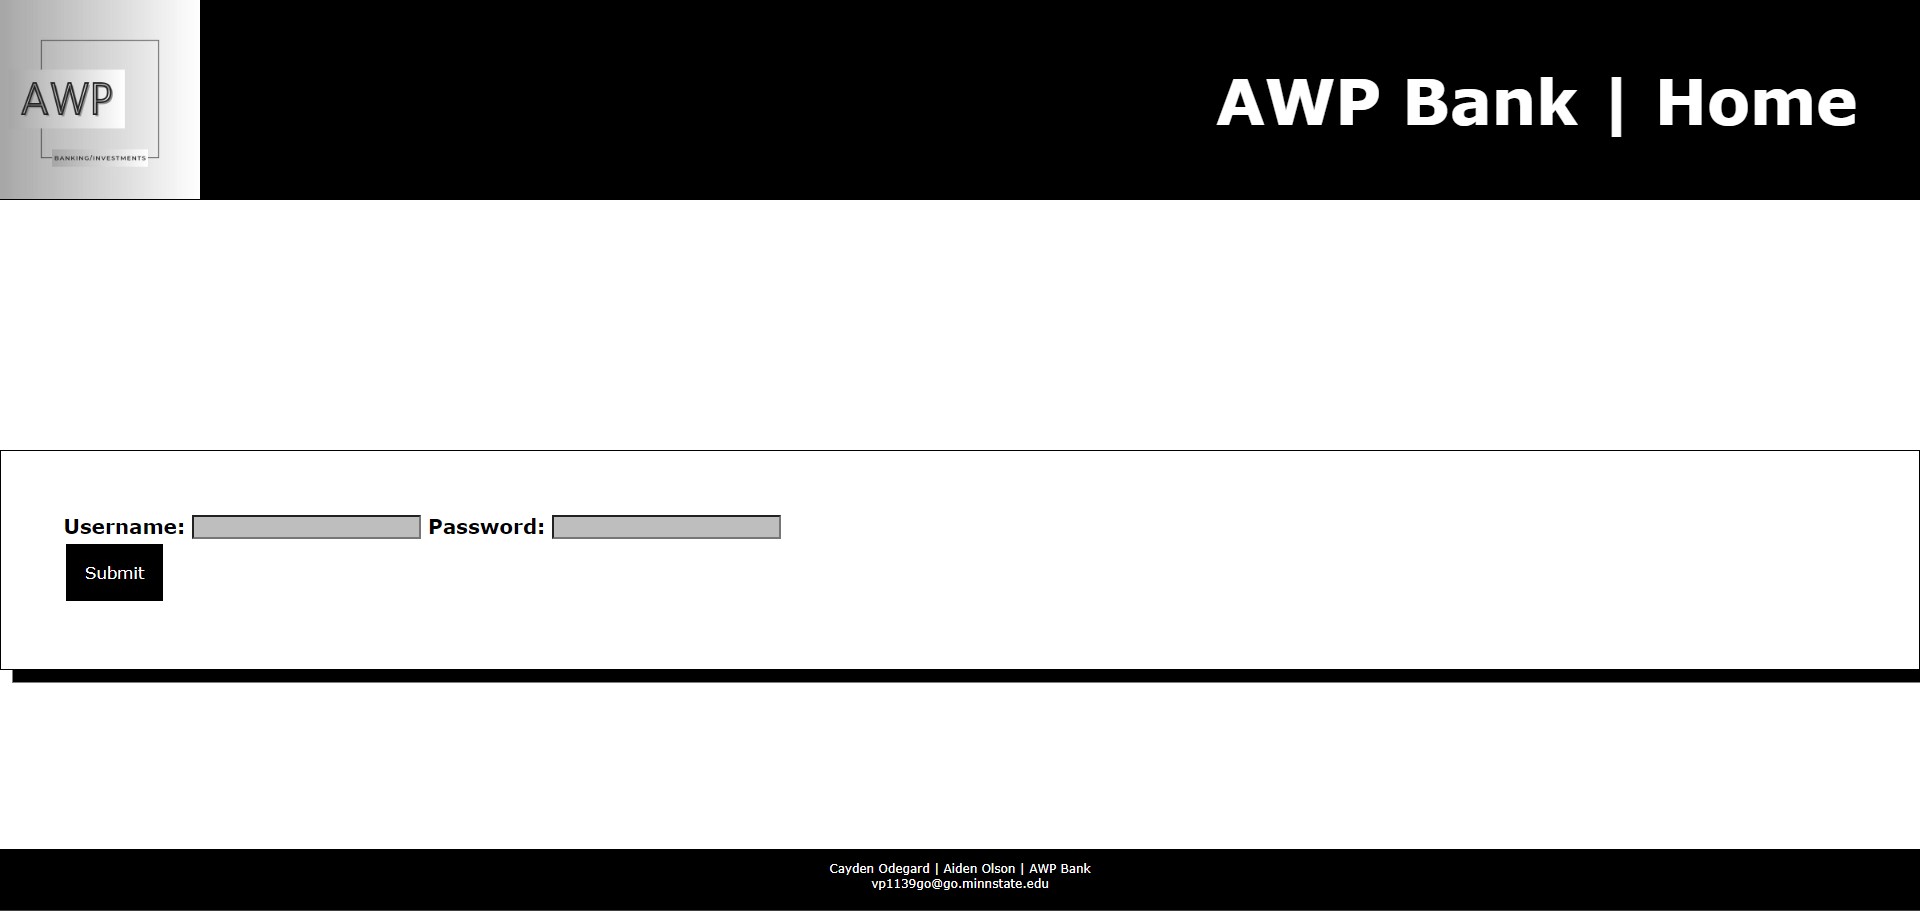 AWP
BANKING/INVESTMENTS
AWP Bank | Home
Username: Password:
Submit
Cayden Odegard | Aiden Olson | AWP Bank
vp1139go@go.minnstate.edu